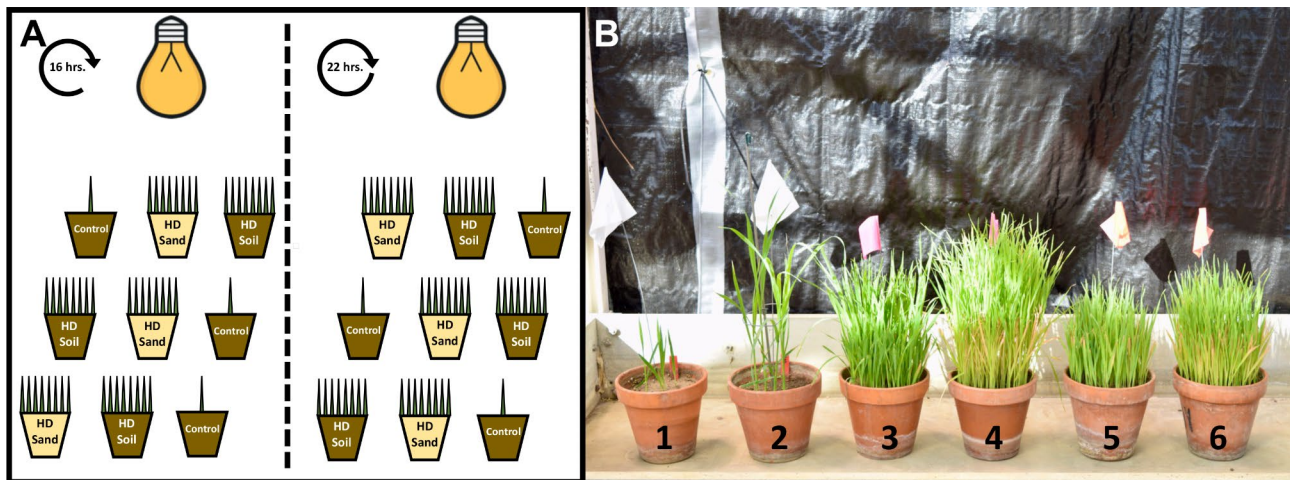 A
16 hrs.
22 hrs.
Control
HD
Sand
HD
Soil
HD
Sand
HD
Soil
Control
HD
Soil
HD
Sand
Control
Control
HD
Sand
HD
Soil
HD
Sand
HD
Soil
Control
HD
Soil
HD
Sand
Control
B
1 2 3 4 5 6